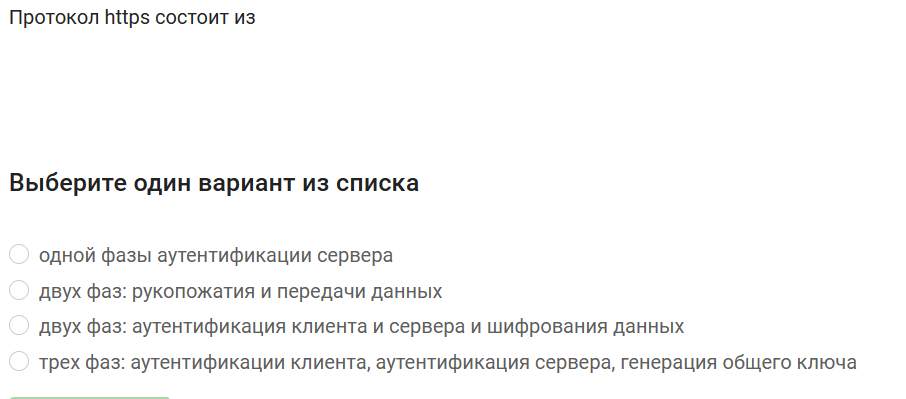 Протокол https состоит из
Выберите один вариант из списка
одной фазы аутентификации сервера
двух фаз: рукопожатия и передачи данных
двух фаз: аутентификация клиента и сервера и шифрования данных
трех фаз: аутентификации клиента, аутентификация сервера, генерация общего ключа